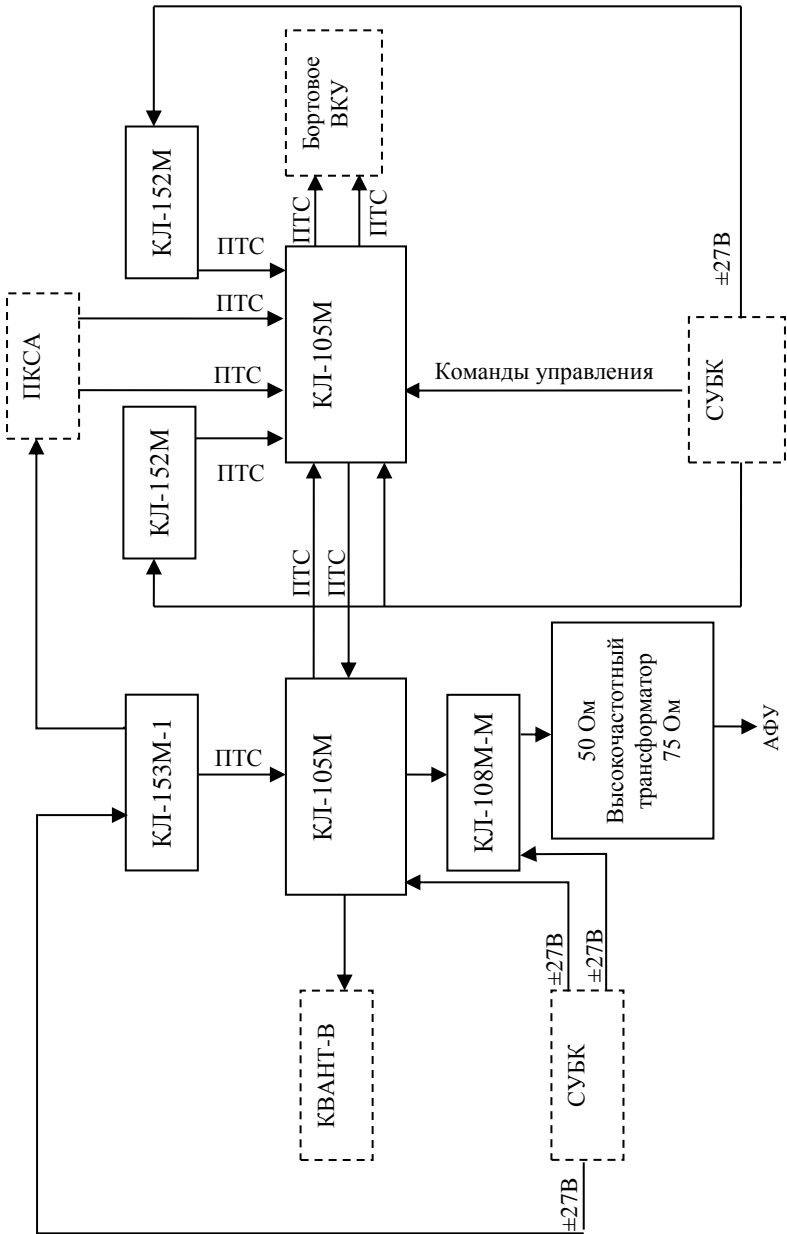 Бортовое
ВКУ
КЛ-152М
ПТС
ПТС
ПТС
±27В
ПКСА
ПТС
ПТС
КЛ-105М
Команды управления
СУБК
КЛ-152М
ПТС
ПТС
ПТС
КЛ-153М-1
ПТС
КЛ-105М
КЛ-108М-М
50 Ом
Высокочастотный
трансформатор
75 Ом
АФУ
±27В
±27В
КВАНТ-В
СУБК
±27В